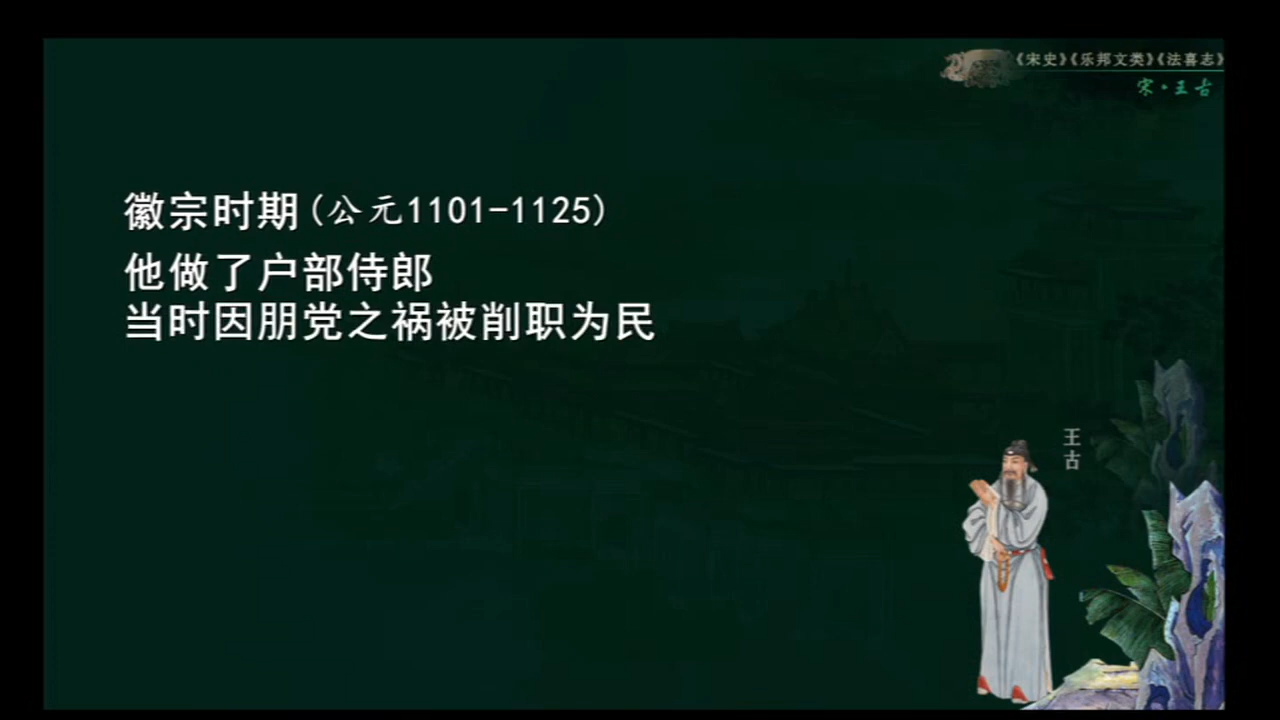 《宋史》《乐邦文类》《法喜志》
宋·王古
徽宗时期(公元1101-1125)
他做了户部侍郎
当时因朋党之祸被削职为民
王古